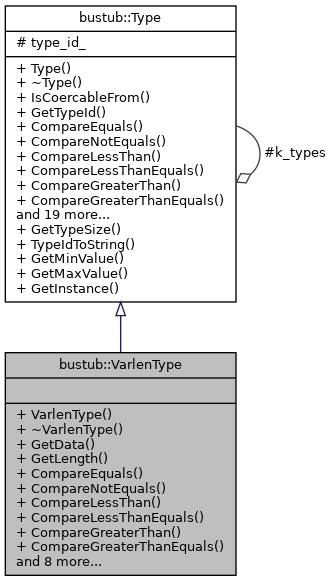 bustub::Type
# type_id_
+ Type()
+ ~Type()
+ IsCoercableFrom()
+ GetTypeId()
+ CompareEquals()
+ CompareNotEquals()
+ CompareLessThan()
+ CompareLessThanEquals()
+ CompareGreaterThan()
+ CompareGreaterThanEquals()
and 19 more...
+ GetTypeSize()
+ TypeIdToString()
+ GetMinValue()
+ GetMaxValue()
+ GetInstance()
#k_types
bustub::VarlenType
+ VarlenType()
+ ~VarlenType()
+ GetData()
+ GetLength()
+ CompareEquals()
+ CompareNotEquals()
+ CompareLessThan()
+ CompareLessThanEquals()
+ CompareGreaterThan()
+ CompareGreaterThanEquals()
and 8 more...